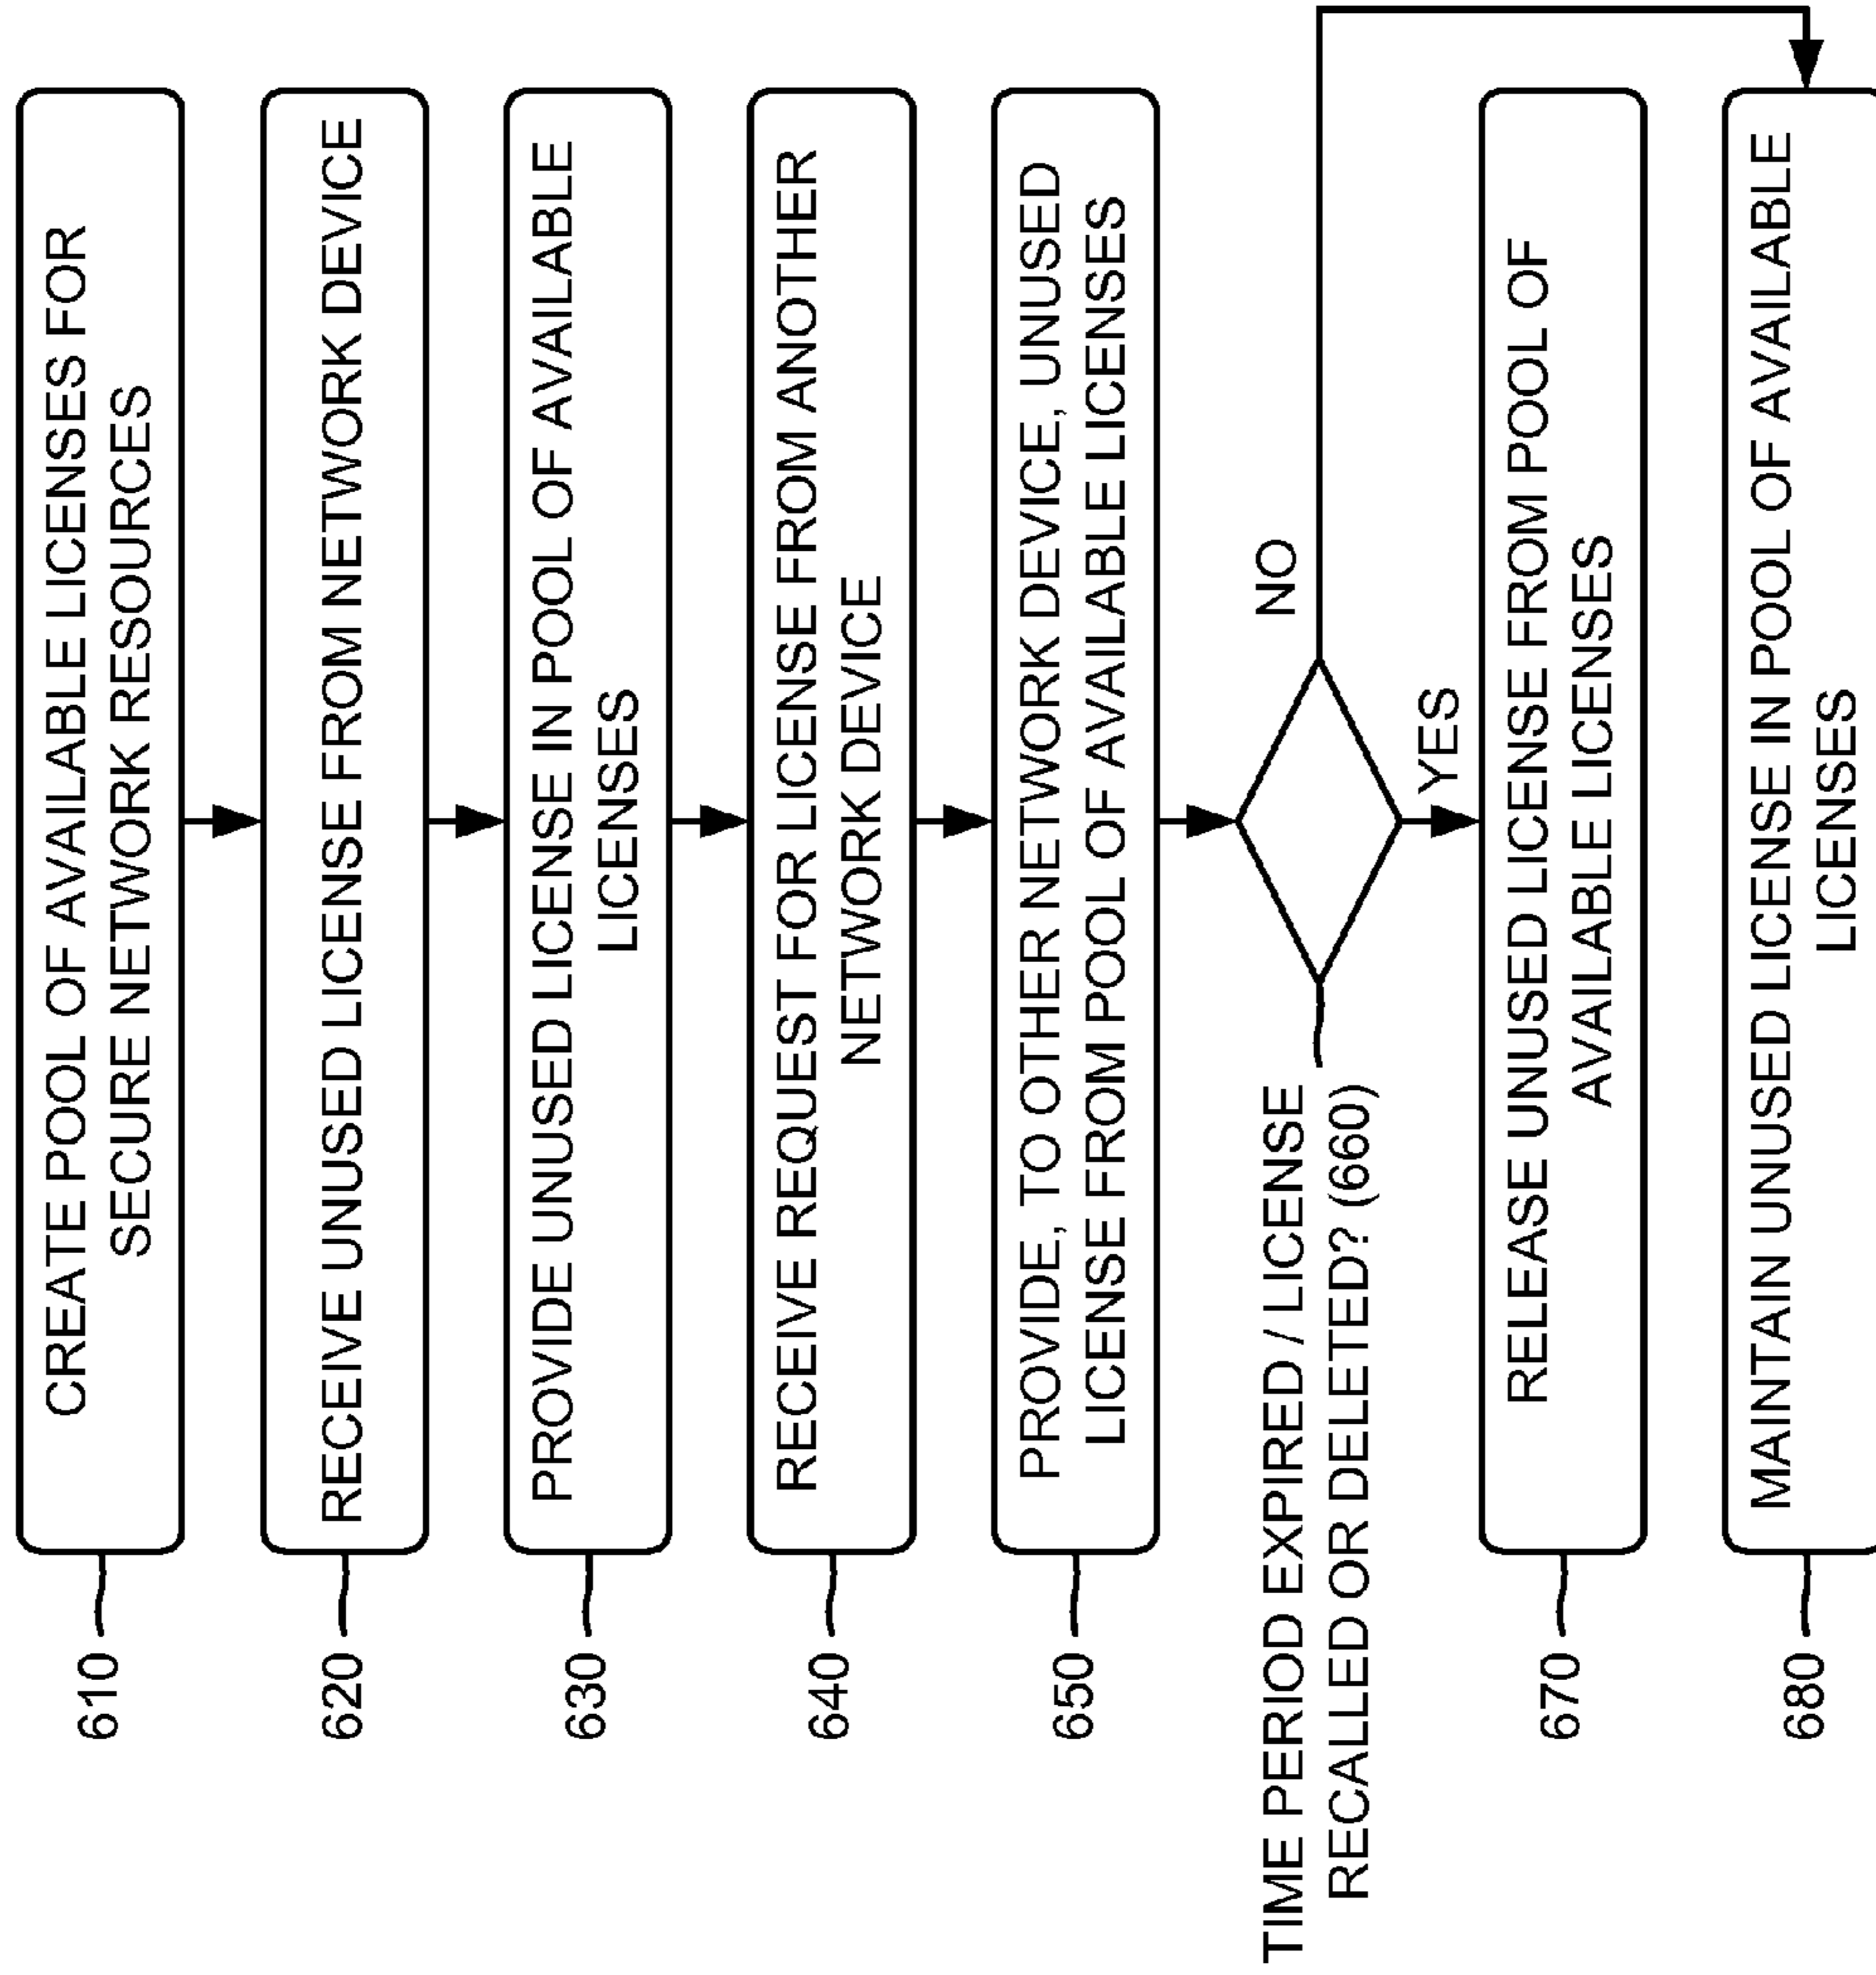 610
CREATE POOL OF AVAILABLE LICENSES FOR
SECURE NETWORK RESOURCES
620
RECEIVE UNUSED LICENSE FROM NETWORK DEVICE
630
PROVIDE UNUSED LICENSE IN POOL OF AVAILABLE
LICENSES
640
RECEIVE REQUEST FOR LICENSE FROM ANOTHER
NETWORK DEVICE
650
PROVIDE, TO OTHER NETWORK DEVICE, UNUSED
LICENSE FROM POOL OF AVAILABLE LICENSES
TIME PERIOD EXPIRED / LICENSE
RECALLED OR DELETED? (660)
NO
YES
670
RELEASE UNUSED LICENSE FROM POOL OF
AVAILABLE LICENSES
680
MAINTAIN UNUSED LICENSE IN POOL OF AVAILABLE
LICENSES